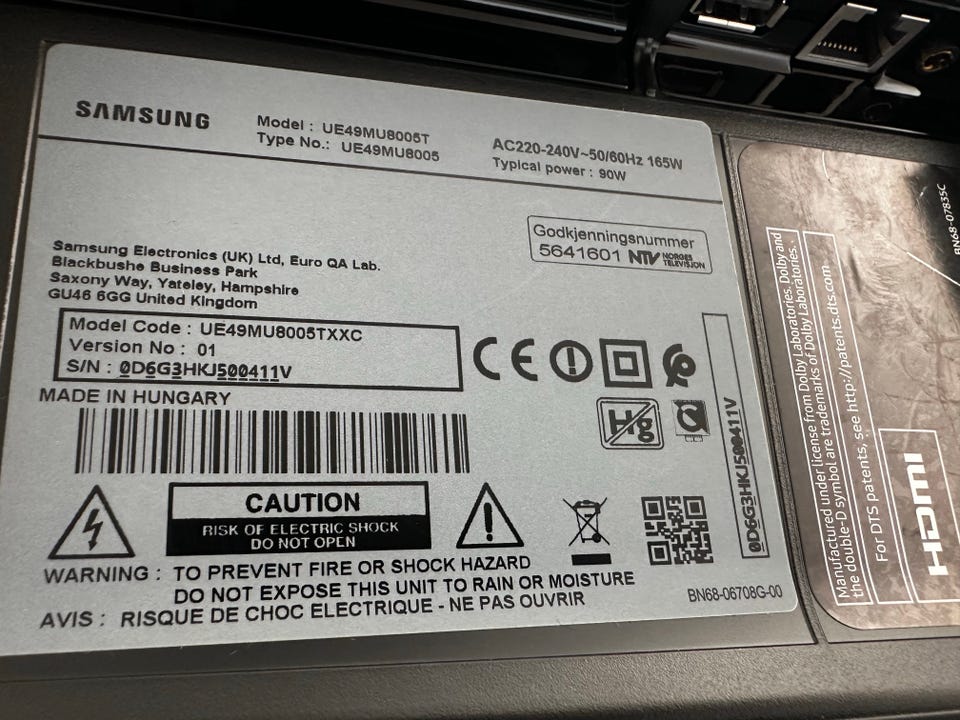 SAMSUNG
Model : UE49MU8005T
Type No.: UE49MU8005
AC220-240V~50/60Hz 165W
Typical power : 90W
Godkjenningsnummer
5641601 NTV NORGES TELEVISJON
Samsung Electronics (UK) Ltd, Euro QA Lab.
Blackbushe Business Park
Saxony Way, Yateley, Hampshire
GU46 6GG United Kingdom
Model Code : UE49MU8005TXXC
Version No : 01
S/N : 0D6G3HKJ500411V
MADE IN HUNGARY
CE
Hg
0D6G3HKJ500411V
CAUTION
RISK OF ELECTRIC SHOCK
DO NOT OPEN
WARNING : TO PREVENT FIRE OR SHOCK HAZARD
DO NOT EXPOSE THIS UNIT TO RAIN OR MOISTURE
AVIS : RISQUE DE CHOC ELECTRIQUE - NE PAS OUVRIR
BN68-06708G-00
Manufactured under license from Dolby Laboratories. Dolby and
the double-D symbol are trademarks of Dolby Laboratories.
For DTS patents, see http://patents.dts.com
HDMI
BN68-07835C